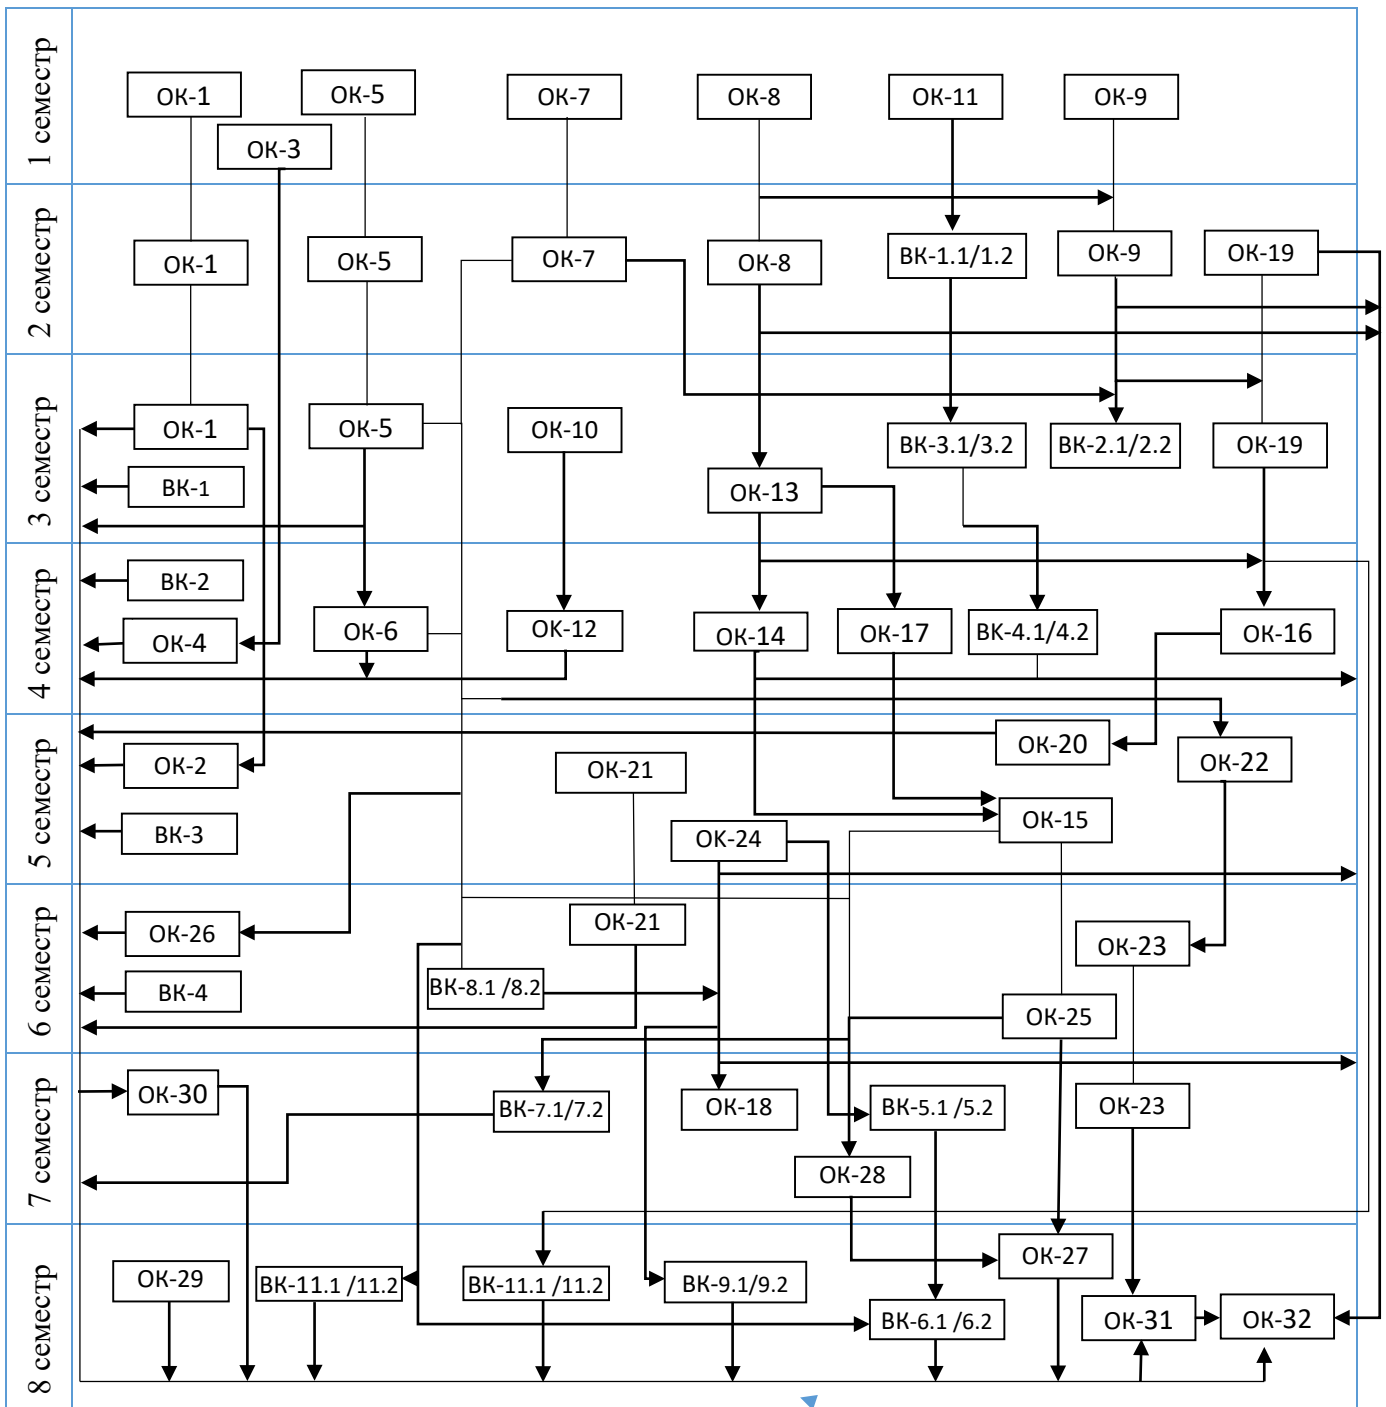 1 семестр
ОК-1
ОК-5
ОК-7
ОК-8
ОК-11
ОК-9
ОК-3
2 семестр
ОК-1
ОК-5
ОК-7
ОК-8
ВК-1.1/1.2
ОК-9
ОК-19
3 семестр
ОК-1
ОК-5
ОК-10
ВК-3.1/3.2
ВК-2.1/2.2
ОК-19
ВК-1
ОК-13
4 семестр
ВК-2
ОК-4
ОК-6
ОК-12
ОК-14
ОК-17
ВК-4.1/4.2
ОК-16
5 семестр
ОК-2
ОК-21
ОК-20
ОК-22
ВК-3
ОК-24
ОК-15
6 семестр
ОК-26
ОК-21
ОК-23
ВК-4
ВК-8.1 /8.2
ОК-25
7 семестр
ОК-30
ВК-7.1/7.2
ОК-18
ВК-5.1 /5.2
ОК-23
ОК-28
8 семестр
ОК-29
ВК-11.1 /11.2
ВК-11.1 /11.2
ВК-9.1/9.2
ОК-27
ВК-6.1 /6.2
ОК-31
ОК-32